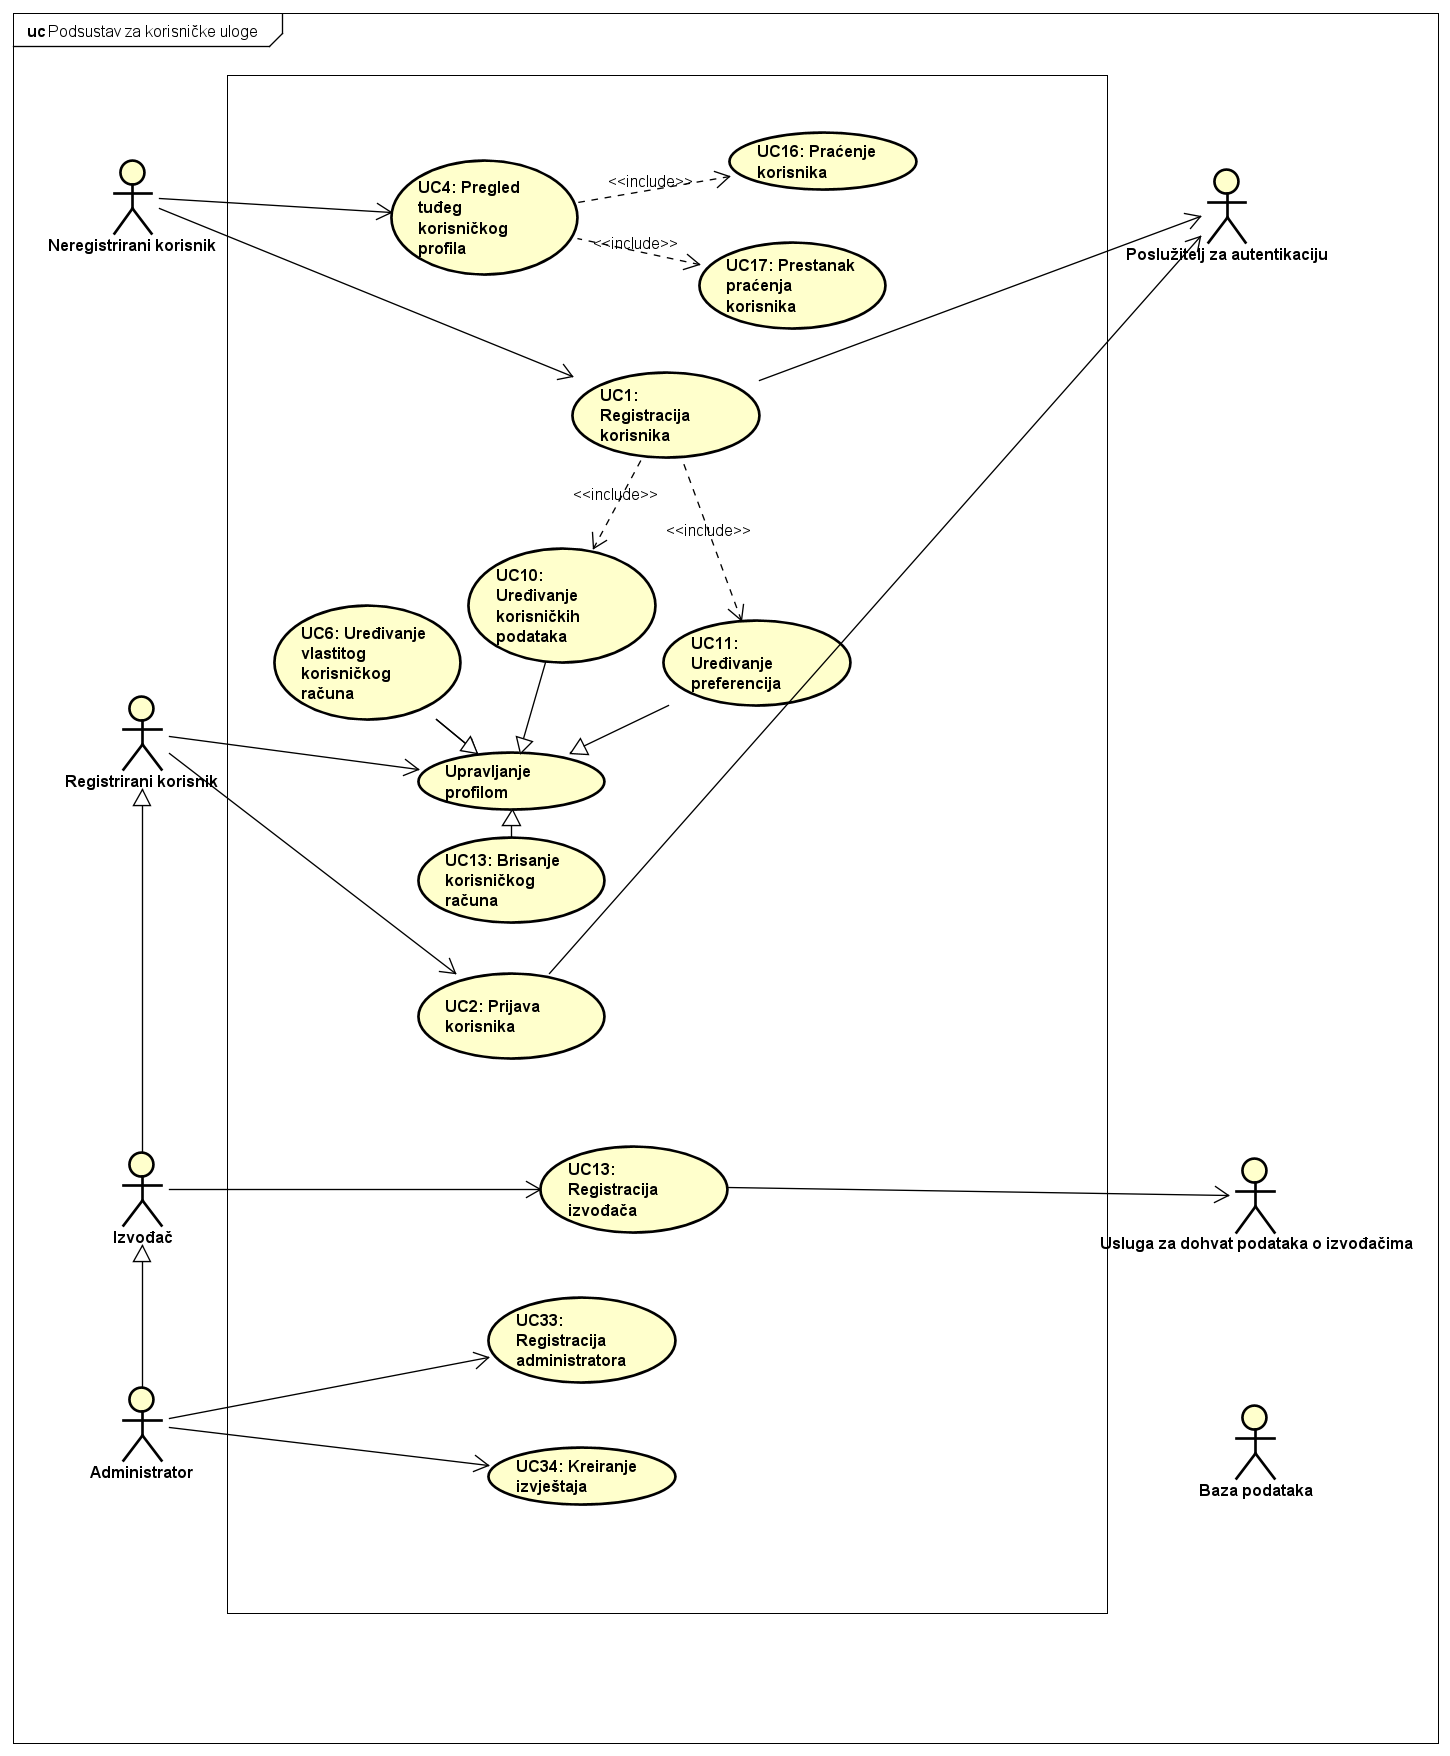 uc Podsustav za korisničke uloge
UC16: Praćenje
korisnika
UC4: Pregled
tuđeg
korisničkog
profila
<<include>>
Neregistrirani korisnik
<<include>>
Poslužitelj za autentikaciju
UC17: Prestanak
praćenja
korisnika
UC1:
Registracija
korisnika
<<include>>
<<include>>
UC10:
Uređivanje
korisničkih
podataka
UC6: Uređivanje
vlastitog
korisničkog
računa
UC11:
Uređivanje
preferencija
Registrirani korisnik
Upravljanje
profilom
UC13: Brisanje
korisničkog
računa
UC2: Prijava
korisnika
UC13:
Registracija
izvođača
Izvođač
Usluga za dohvat podataka o izvođačima
UC33:
Registracija
administratora
Administrator
UC34: Kreiranje
izvještaja
Baza podataka